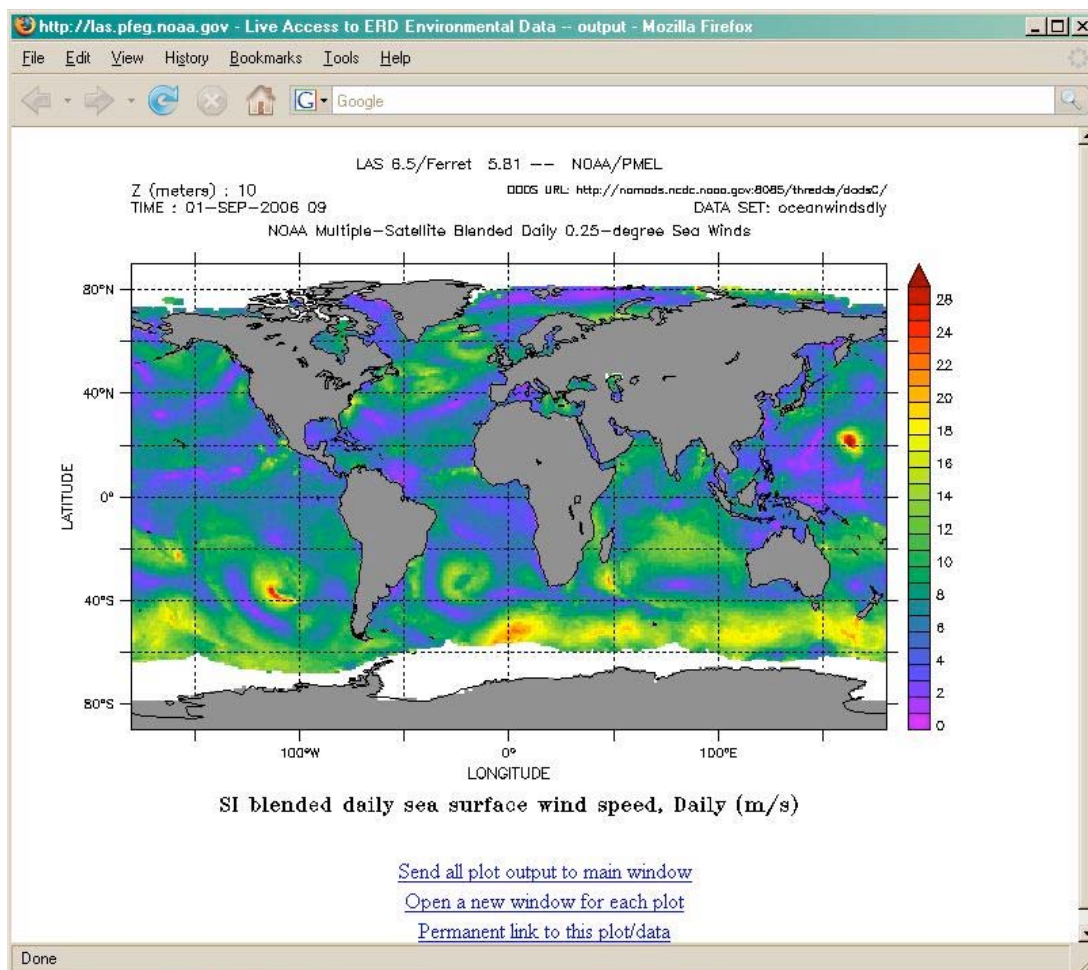 http://las.pfeg.noaa.gov - Live Access to ERD Environmental Data -- output - Mozilla Firefox
File Edit View History Bookmarks Tools Help
G Google
LAS 6.5/Ferret 5.81 -- NOAA/PMEL
Z (meters) : 10
DODS URL: http://nomads.ncdc.noaa.gov:8085/thredds/dodsC/
TIME : 01-SEP-2006 09
DATA SET: oceanwindsdly
NOAA Multiple-Satellite Blended Daily 0.25-degree Sea Winds
80°N
40°N
0°
40°S
80°S
LATITUDE
100°W 0° 100°E
LONGITUDE
28
24
22
20
18
16
14
12
10
8
6
4
2
0
SI blended daily sea surface wind speed, Daily (m/s)
Send all plot output to main window
Open a new window for each plot
Permanent link to this plot/data
Done